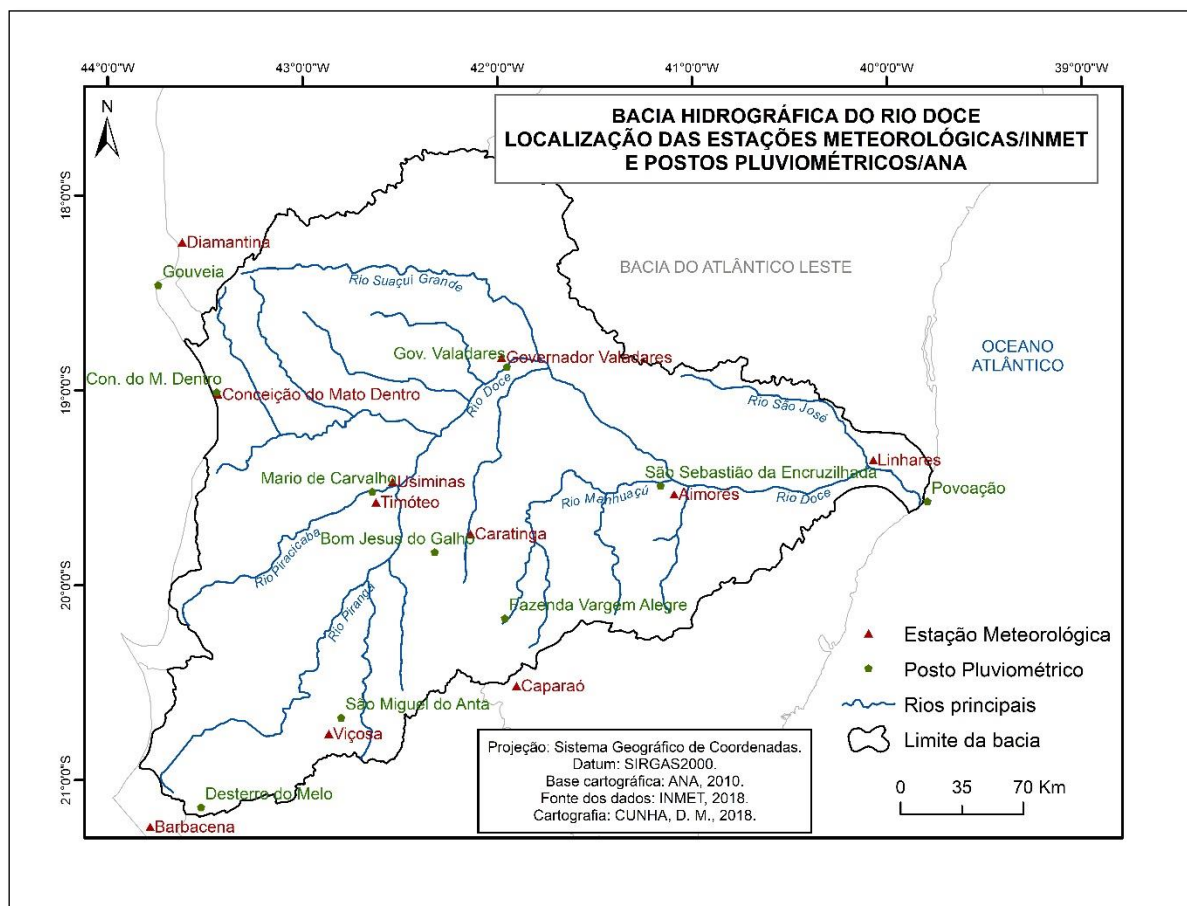 44°0'0"W
43°0'0"W
42°0'0"W
41°0'0"W
40°0'0"W
39°0'0"W
N
BACIA HIDROGRÁFICA DO RIO DOCE
LOCALIZAÇÃO DAS ESTAÇÕES METEOROLÓGICAS/INMET
E POSTOS PLUVIOMÉTRICOS/ANA
18°0'0"S
Diamantina
Gouveia
Rio Suaçui Grande
BACIA DO ATLÂNTICO LESTE
OCEANO
ATLÂNTICO
Gov. Valadares
Governador Valadares
Con. do M. Dentro
Conceição do Mato Dentro
19°0'0"S
Rio Doce
Rio São José
Linhares
Mario de Carvalho
Usiminas
Timóteo
São Sebastião da Encruzilhada
Aimorés
Rio Manhuaçú
Rio Doce
Povoação
Bom Jesus do Galho
Caratinga
Rio Piracicaba
20°0'0"S
Rio Piranga
Fazenda Vargem Alegre
Caparaó
São Miguel do Anta
Viçosa
21°0'0"S
Desterro do Melo
Barbacena
Estação Meteorológica
Posto Pluviométrico
Rios principais
Limite da bacia
0 35 70 Km
Projeção: Sistema Geográfico de Coordenadas.
Datum: SIRGAS2000.
Base cartográfica: ANA, 2010.
Fonte dos dados: INMET, 2018.
Cartografia: CUNHA, D. M., 2018.